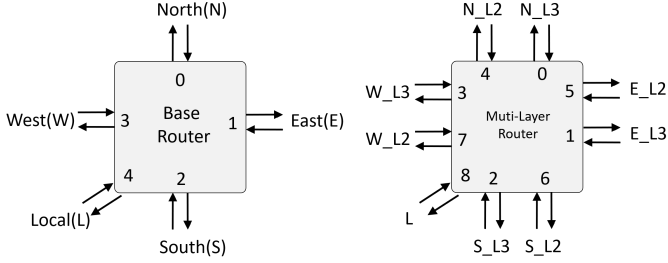 North(N)
0
West(W)
3
Base
Router
1
East(E)
4
2
Local(L)
South(S)
N_L2
N_L3
4
0
W_L3
3
5
E_L2
Muti-Layer
Router
W_L2
7
1
E_L3
8
2
6
L
S_L3
S_L2